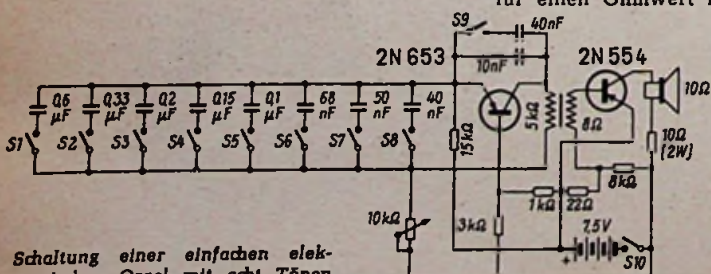 für einen Ohmwert
S9
40nF
2N 653
10nF
2N 554
0,6 µF
0,33 µF
0,2 µF
0,15 µF
0,1 µF
68 nF
50 nF
40 nF
S1
S2
S3
S4
S5
S6
S7
S8
15kΩ
5kΩ
8Ω
10Ω
10Ω
(2W)
8kΩ
1kΩ
22Ω
10kΩ
3kΩ
7,5V
+
S10
Schaltung einer einfachen elek-
mit acht Tönen